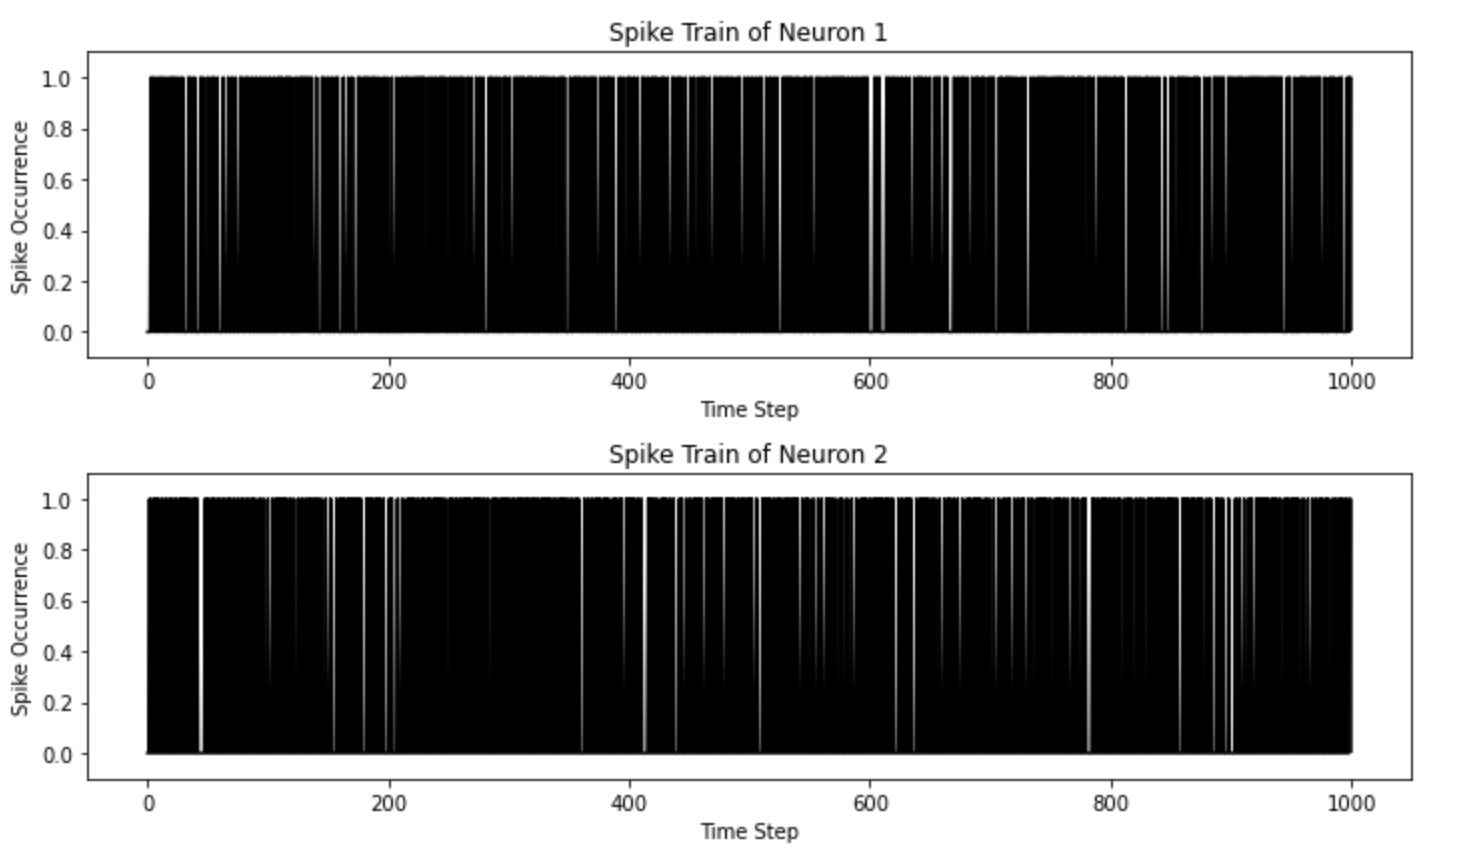 Spike Train of Neuron 1
Spike Occurrence
1.0
0.8
0.6
0.4
0.2
0.0
0 200 400 600 800 1000
Time Step
Spike Train of Neuron 2
Spike Occurrence
1.0
0.8
0.6
0.4
0.2
0.0
0 200 400 600 800 1000
Time Step